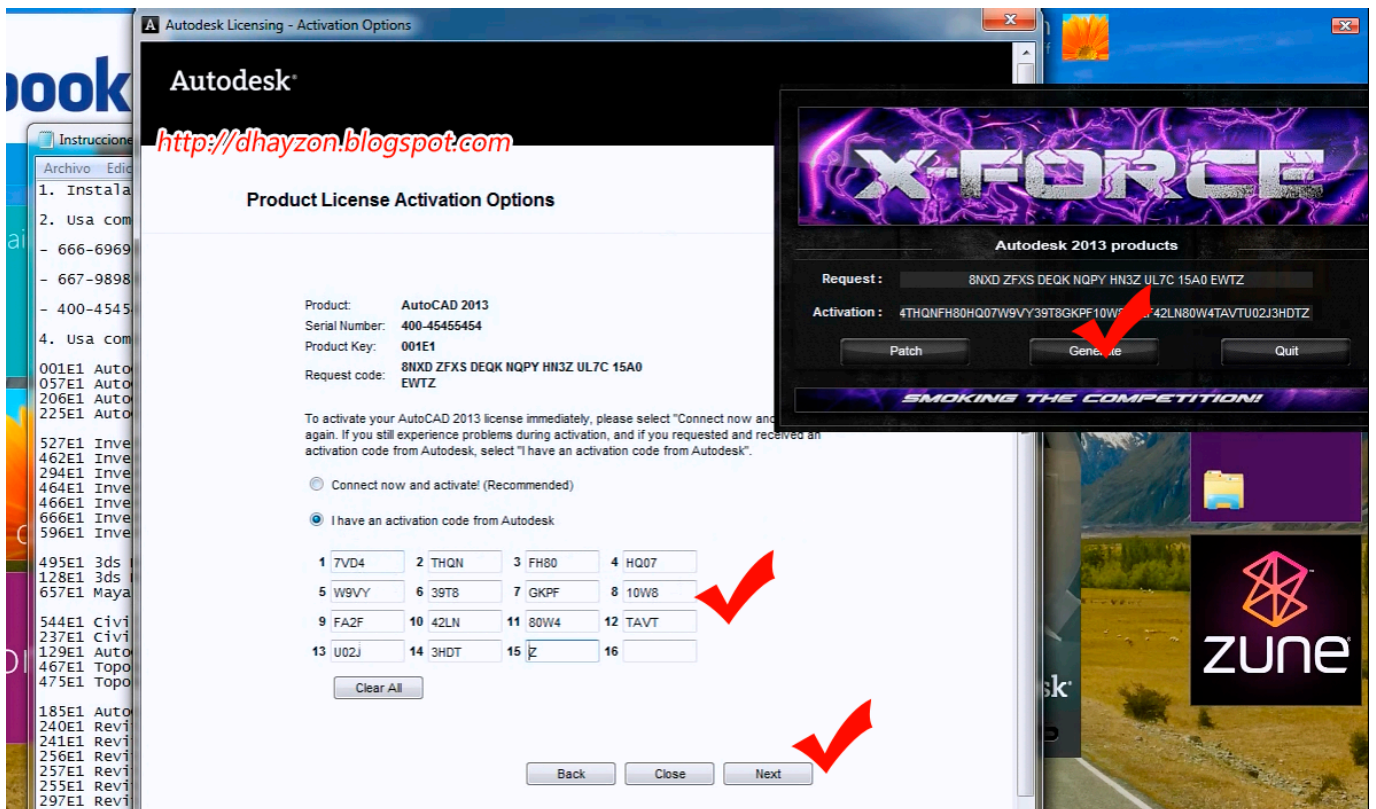 Autodesk Licensing - Activation Options
Autodesk
http://dhayzon.blogspot.com
Product License Activation Options
Product: AutoCAD 2013
Serial Number: 400-45455454
Product Key: 001E1
Request code: 8NXD ZFXS DEQK NQPY HN3Z UL7C 15A0
EWTZ
To activate your AutoCAD 2013 license immediately, please select "Connect now and
again. If you still experience problems during activation, and if you requested and received an
activation code from Autodesk, select "I have an activation code from Autodesk".
Connect now and activate! (Recommended)
I have an activation code from Autodesk
1 7VD4 2 THQN 3 FH80 4 HQ07
5 W9VY 6 39T8 7 GKPF 8 10W8
9 FA2F 10 42LN 11 80W4 12 TAVT
13 U02J 14 3HDT 15 Z 16
Clear All
Back Close Next
X-FORCE
Autodesk 2013 products
Request: 8NXD ZFXS DEQK NQPY HN3Z UL7C 15A0 EWTZ
Activation: 4THQNFH80HQ07W9VY39T8GKPF10W F42LN80W4TAVTU02J3HDTZ
Patch Generate Quit
SMOKING THE COMPETITION!
book
Instruccione
Archivo Edic
1. Instala
2. Usa com
- 666-6969
- 667-9898
- 400-4545
4. Usa com
001E1 Auto
057E1 Auto
206E1 Auto
225E1 Auto
527E1 Inve
462E1 Inve
294E1 Inve
464E1 Inve
466E1 Inve
666E1 Inve
596E1 Inve
495E1 3ds
128E1 3ds
657E1 Maya
544E1 Civi
237E1 Civi
129E1 Auto
467E1 Topo
475E1 Topo
185E1 Auto
240E1 Revi
241E1 Revi
256E1 Revi
257E1 Revi
255E1 Revi
297E1 Revi
zune
sk